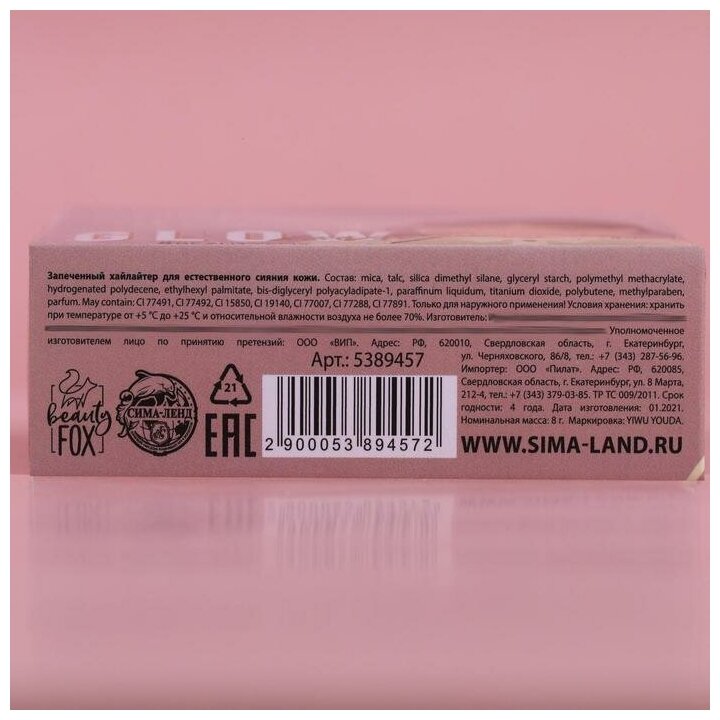 GLOW
Запеченный хайлайтер для естественного сияния кожи. Состав: mica, talc, silica dimethyl silane, glyceryl starch, polymethyl methacrylate,
hydrogenated polydecene, ethylhexyl palmitate, bis-diglyceryl polyacyladipate-1, paraffinum liquidum, titanium dioxide, polybutene, methylparaben,
parfum. May contain: CI 77491, CI 77492, CI 15850, CI 19140, CI 77007, CI 77288, CI 77891. Только для наружного применения! Условия хранения: хранить
при температуре от +5 °С до +25 °С и относительной влажности воздуха не более 70%. Изготовитель:
Уполномоченное
изготовителем лицо по принятию претензий: ООО «ВИП». Адрес: РФ, 620010, Свердловская область, г. Екатеринбург,
ул. Черняховского, 86/8, тел.: +7 (343) 287-56-96.
Импортер: ООО «Пилат». Адрес: РФ, 620085,
Свердловская область, г. Екатеринбург, ул. 8 Марта,
212-4, тел.: +7 (343) 379-03-85. ТР ТС 009/2011. Срок
годности: 4 года. Дата изготовления: 01.2021.
Номинальная масса: 8 г. Маркировка: YIWU YOUDA.
Арт.: 5389457
beauty
FOX
СИМА-ЛЕНД
21
EAC
2 900053 894572
WWW.SIMA-LAND.RU